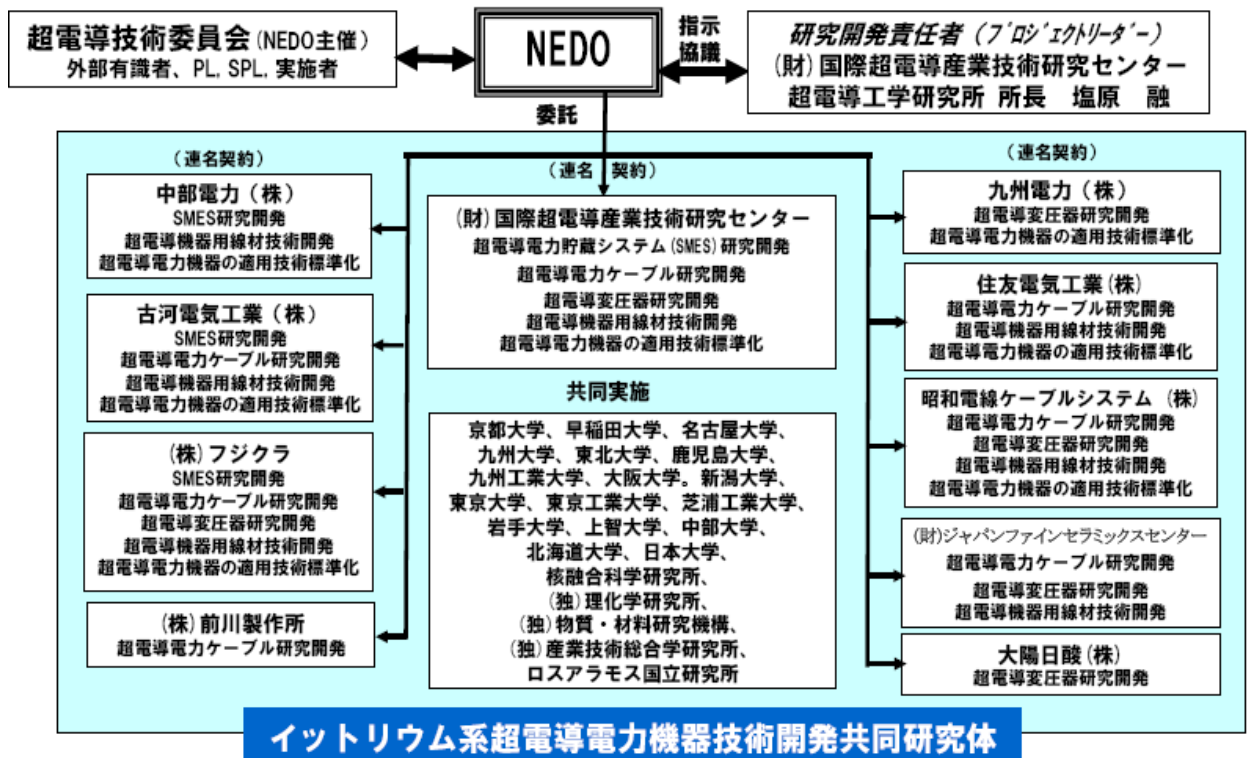 超電導技術委員会(NEDO主催)
外部有識者、PL, SPL, 実施者
NEDO
指示
協議
研究開発責任者(プロジェクトリーダー)
(財)国際超電導産業技術研究センター
超電導工学研究所 所長 塩原 融
委託
(連名契約)
中部電力(株)
SMES研究開発
超電導機器用線材技術開発
超電導電力機器の適用技術標準化
古河電気工業(株)
SMES研究開発
超電導電力ケーブル研究開発
超電導機器用線材技術開発
超電導電力機器の適用技術標準化
(株)フジクラ
SMES研究開発
超電導電力ケーブル研究開発
超電導変圧器研究開発
超電導機器用線材技術開発
超電導電力機器の適用技術標準化
(株)前川製作所
超電導電力ケーブル研究開発
(連名 契約)
(財)国際超電導産業技術研究センター
超電導電力貯蔵システム(SMES)研究開発
超電導電力ケーブル研究開発
超電導変圧器研究開発
超電導機器用線材技術開発
超電導電力機器の適用技術標準化
共同実施
京都大学、早稲田大学、名古屋大学、
九州大学、東北大学、鹿児島大学、
九州工業大学、大阪大学。新潟大学、
東京大学、東京工業大学、芝浦工業大学、
岩手大学、上智大学、中部大学、
北海道大学、日本大学、
核融合科学研究所、
(独)理化学研究所、
(独)物質・材料研究機構、
(独)産業技術総合学研究所、
ロスアラモス国立研究所
(連名契約)
九州電力(株)
超電導変圧器研究開発
超電導電力機器の適用技術標準化
住友電気工業(株)
超電導電力ケーブル研究開発
超電導機器用線材技術開発
超電導電力機器の適用技術標準化
昭和電線ケーブルシステム(株)
超電導電力ケーブル研究開発
超電導変圧器研究開発
超電導機器用線材技術開発
超電導電力機器の適用技術標準化
(財)ジャパンファインセラミックスセンター
超電導電力ケーブル研究開発
超電導変圧器研究開発
超電導機器用線材技術開発
大陽日酸(株)
超電導変圧器研究開発
イットリウム系超電導電力機器技術開発共同研究体